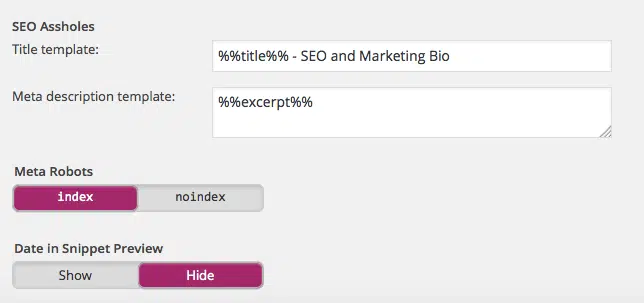 SEO Assholes
Title template:
%%title%% - SEO and Marketing Bio
Meta description template:
%%excerpt%%
Meta Robots
index noindex
Date in Snippet Preview
Show Hide